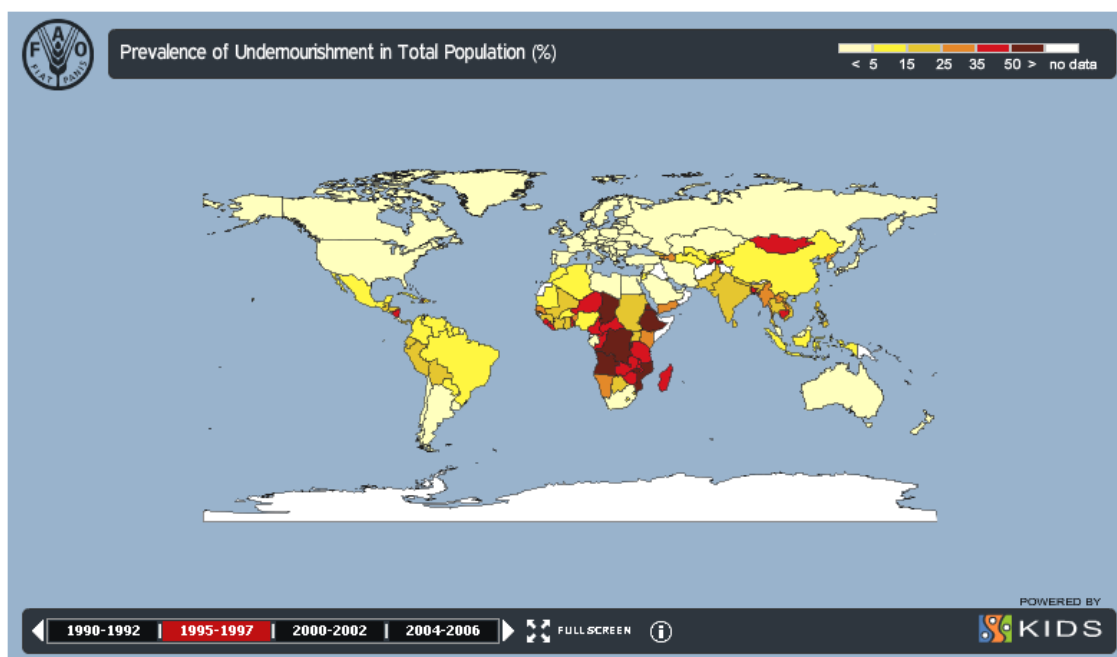 F A O
FIAT PANIS
Prevalence of Undernourishment in Total Population (%)
< 5 15 25 35 50 > no data
POWERED BY
1990-1992 1995-1997 2000-2002 2004-2006 FULLSCREEN i KIDS